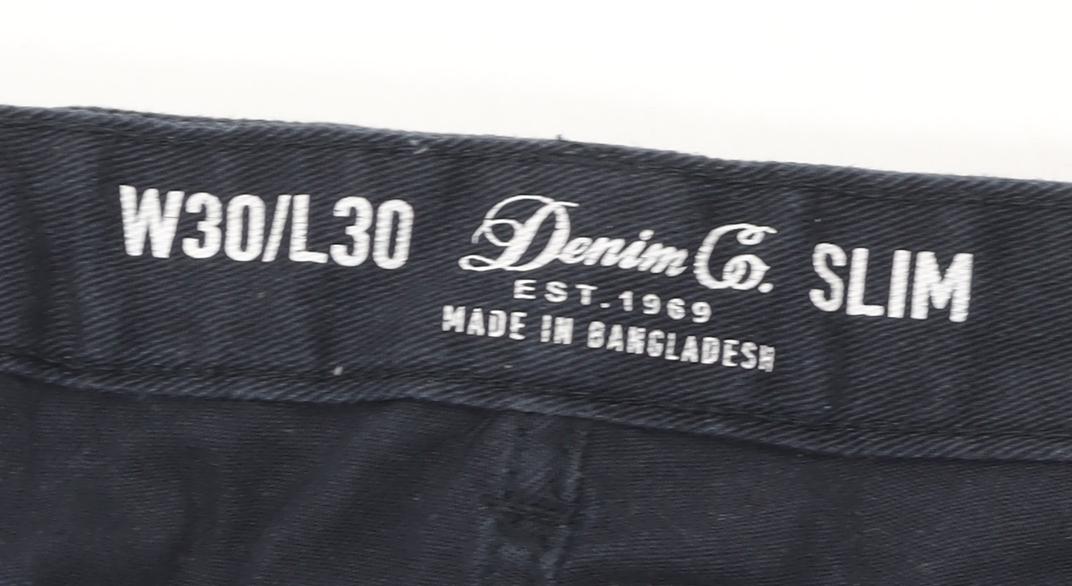 W30/L30 Denim Co. SLIM
EST.1969
MADE IN BANGLADESH